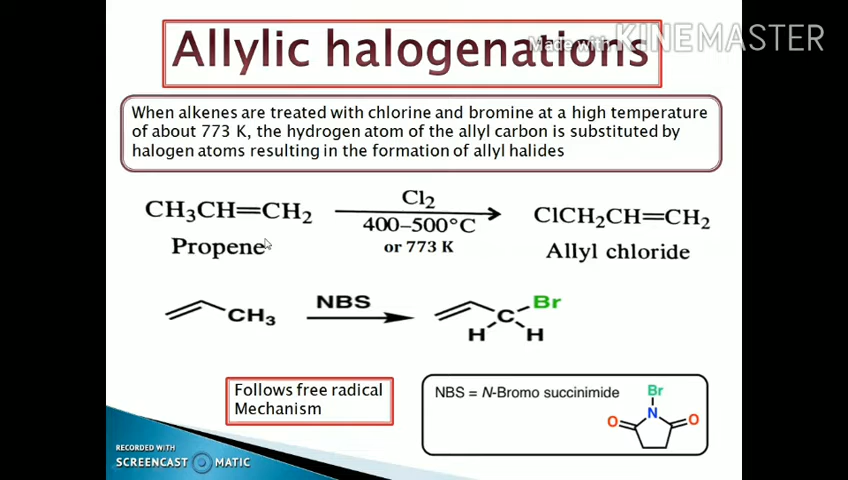 Allylic halogenations
Made with KINEMASTER
When alkenes are treated with chlorine and bromine at a high temperature
of about 773 K, the hydrogen atom of the allyl carbon is substituted by
halogen atoms resulting in the formation of allyl halides
CH3CH=CH2
Cl2
400–500°C
or 773 K
ClCH2CH=CH2
Propene
Allyl chloride
CH3
NBS
Br
C
H H
Follows free radical
Mechanism
NBS = N-Bromo succinimide
Br
N
O O
RECORDED WITH
SCREENCAST MATIC